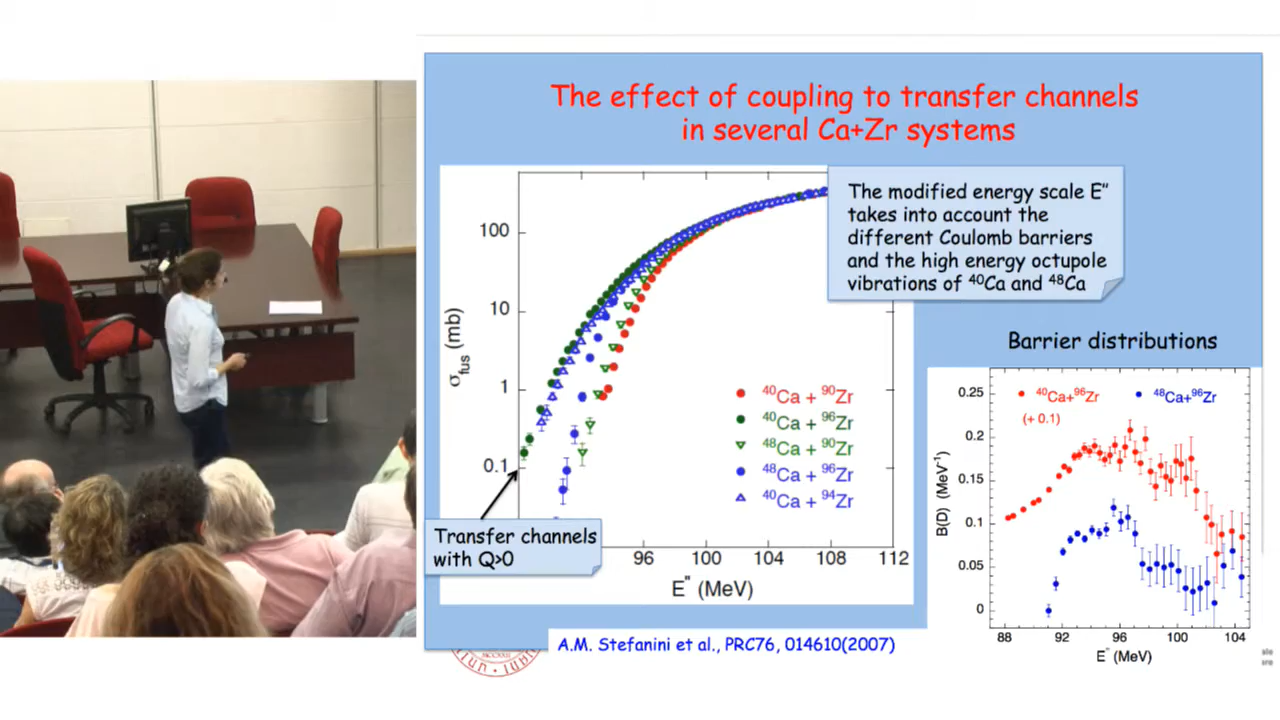 The effect of coupling to transfer channels
in several Ca+Zr systems
The modified energy scale E"
takes into account the
different Coulomb barriers
and the high energy octupole
vibrations of ⁴⁰Ca and ⁴⁸Ca
100
10
1
0.1
σfus (mb)
⁴⁰Ca + ⁹⁰Zr
⁴⁰Ca + ⁹⁶Zr
⁴⁸Ca + ⁹⁰Zr
⁴⁸Ca + ⁹⁶Zr
⁴⁰Ca + ⁹⁴Zr
Transfer channels
with Q>0
96 100 104 108 112
E" (MeV)
Barrier distributions
⁴⁰Ca+⁹⁶Zr ⁴⁸Ca+⁹⁶Zr
(+ 0.1)
0.25
0.2
0.15
0.1
0.05
0
B(D) (MeV⁻¹)
88 92 96 100 104
E" (MeV)
A.M. Stefanini et al., PRC76, 014610(2007)